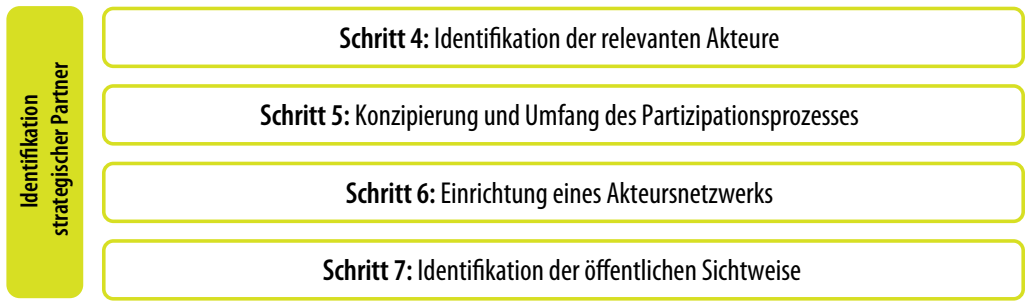 Identifikation
strategischer Partner
Schritt 4: Identifikation der relevanten Akteure
Schritt 5: Konzipierung und Umfang des Partizipationsprozesses
Schritt 6: Einrichtung eines Akteursnetzwerks
Schritt 7: Identifikation der öffentlichen Sichtweise